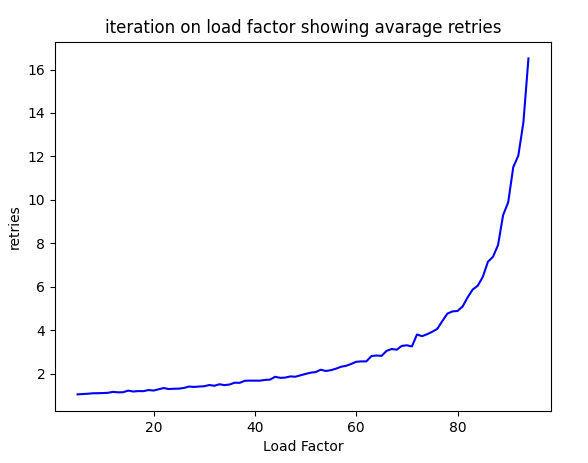 iteration on load factor showing avarage retries
16
14
12
10
8
6
4
2
retries
20 40 60 80
Load Factor